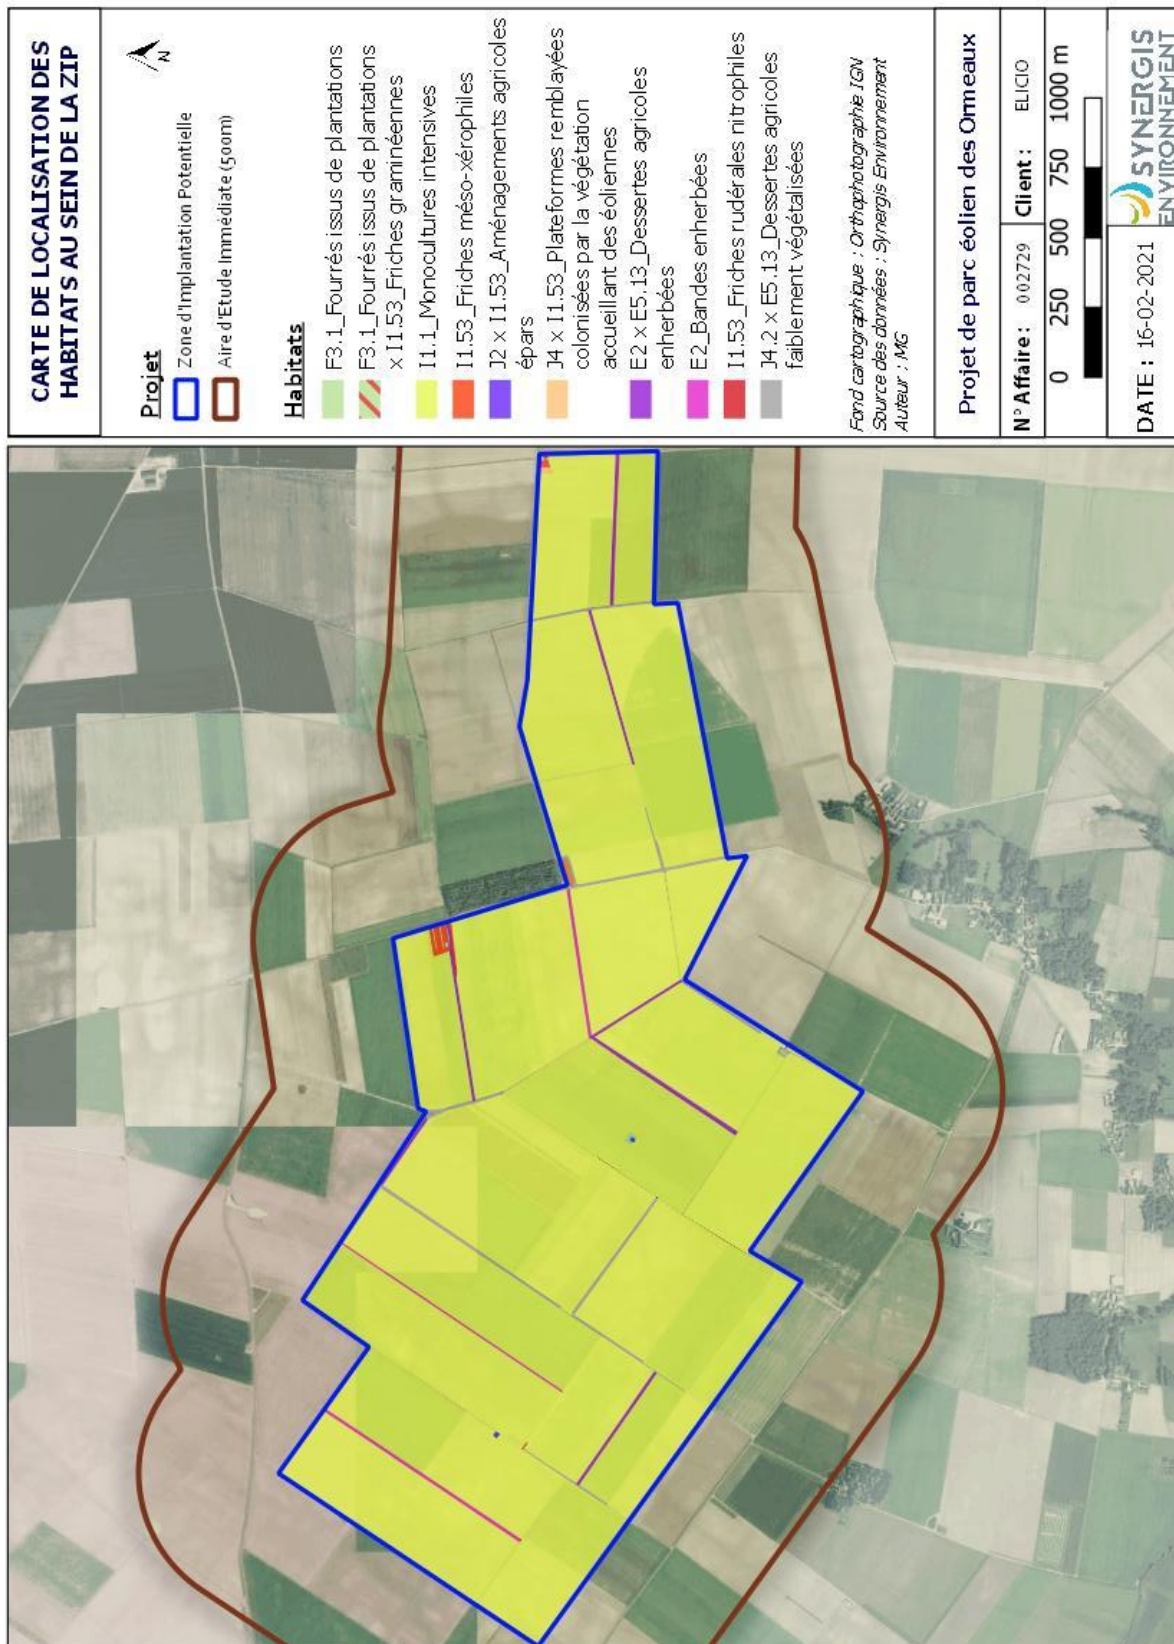 CARTE DE LOCALISATION DES
HABITATS AU SEIN DE LA ZIP
N
Projet
Zone d'Implantation Potentielle
Aire d'Etude Immédiate (500m)
Habitats
F3.1_Fourrés issus de plantations
F3.1_Fourrés issus de plantations
x I1.53_Friches graminéennes
I1.1_Monocultures intensives
I1.53_Friches méso-xérophiles
J2 x I1.53_Aménagements agricoles
épars
J4 x I1.53_Plateformes remblayées
colonisées par la végétation
accueillant des éoliennes
E2 x E5.13_Dessertes agricoles
enherbées
E2_Bandes enherbées
I1.53_Friches rudérales nitrophiles
J4.2 x E5.13_Dessertes agricoles
faiblement végétalisées
Fond cartographique : Orthophotographie IGN
Source des données : Synergis Environnement
Auteur : MG
Projet de parc éolien des Ormeaux
N°Affaire : 002729 Client : ELICIO
0 250 500 750 1000 m
DATE : 16-02-2021
SYNERGIS
ENVIRONNEMENT